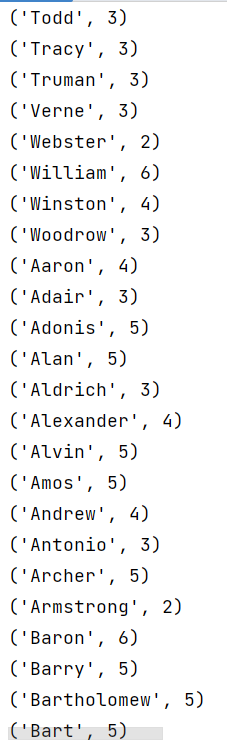 ('Todd', 3)
('Tracy', 3)
('Truman', 3)
('Verne', 3)
('Webster', 2)
('William', 6)
('Winston', 4)
('Woodrow', 3)
('Aaron', 4)
('Adair', 3)
('Adonis', 5)
('Alan', 5)
('Aldrich', 3)
('Alexander', 4)
('Alvin', 5)
('Amos', 5)
('Andrew', 4)
('Antonio', 3)
('Archer', 5)
('Armstrong', 2)
('Baron', 6)
('Barry', 5)
('Bartholomew', 5)
('Bart', 5)